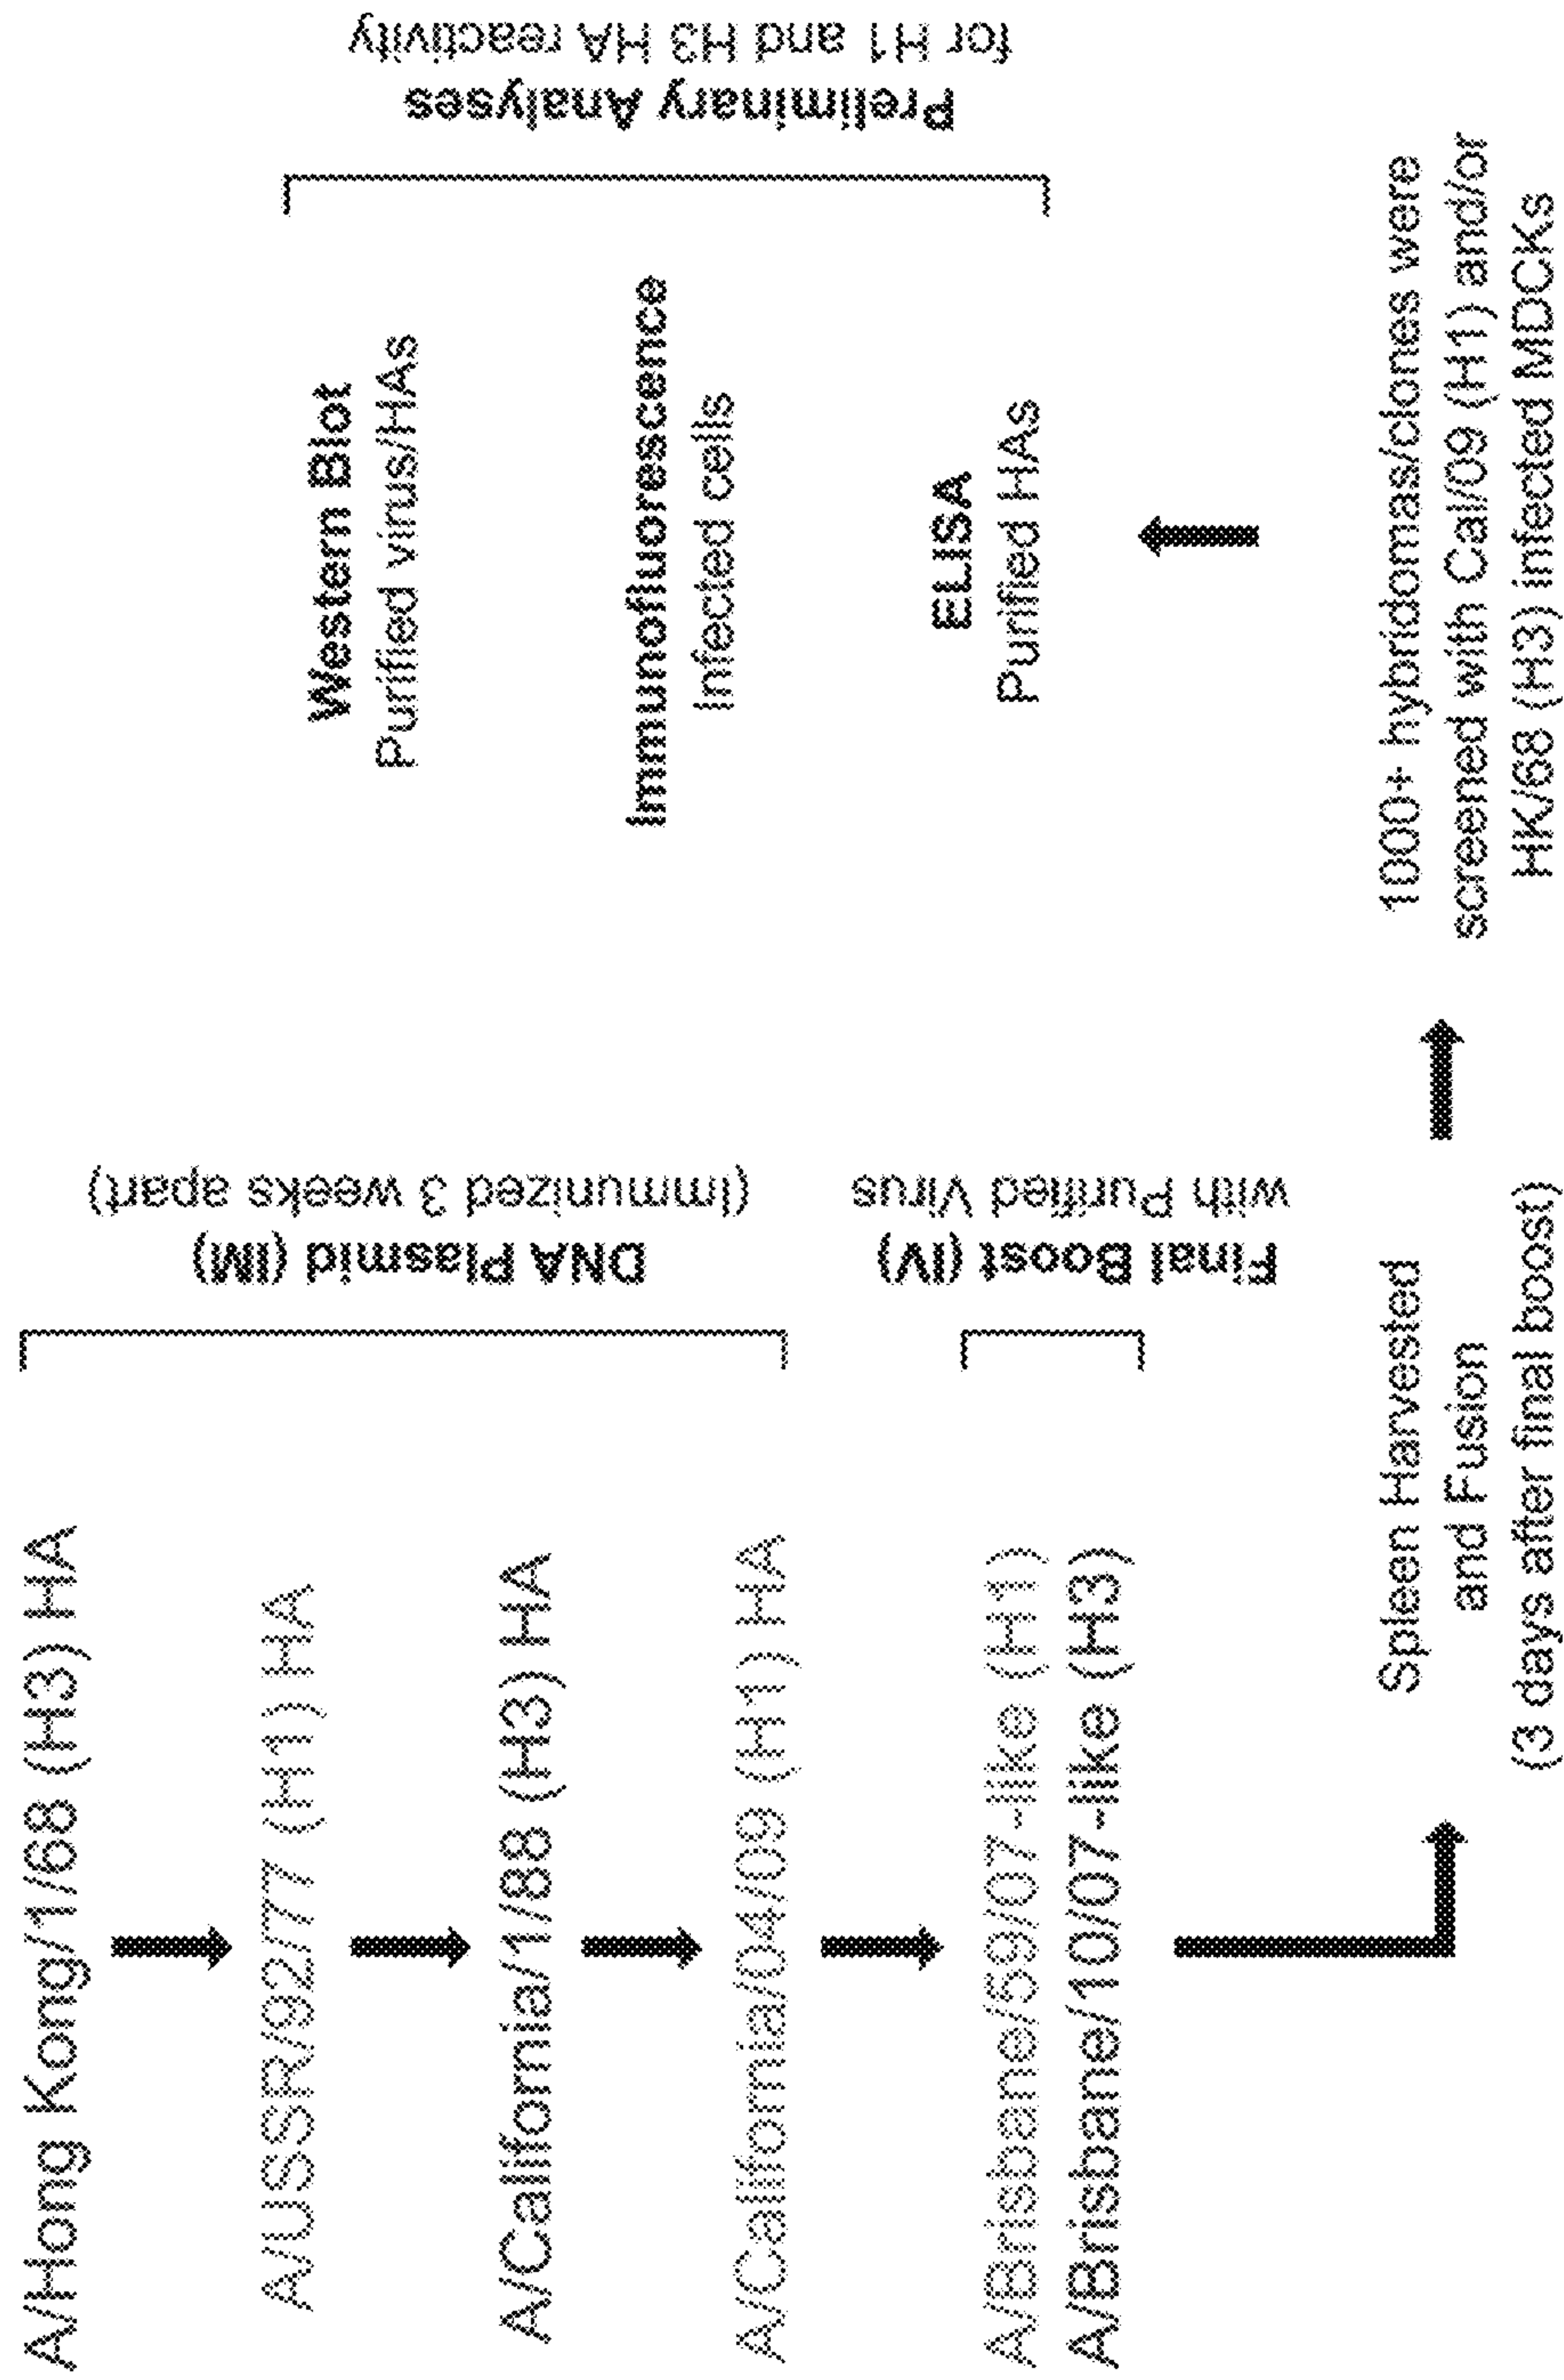 A/Hong Kong/1/68 (H3) HA
A/USSR/92/77 (H1) HA
A/California/1/88 (H3) HA
A/California/04/09 (H1) HA
DNA Plasmid (IM)
(Immunized 3 weeks apart)
A/Brisbane/59/07-like (H1)
A/Brisbane/10/07-like (H3)
Final Boost (IV)
with Purified Virus
Spleen Harvested
and Fusion
(3 days after final boost)
1000+ hybridomas/clones were
screened with Cal/09 (H1) and/or
HK/68 (H3) infected MDCKs
Western Blot
Purified virus/HAs
Immunofluorescence
Infected cells
ELISA
Purified HAs
Preliminary Analyses
for H1 and H3 HA reactivity